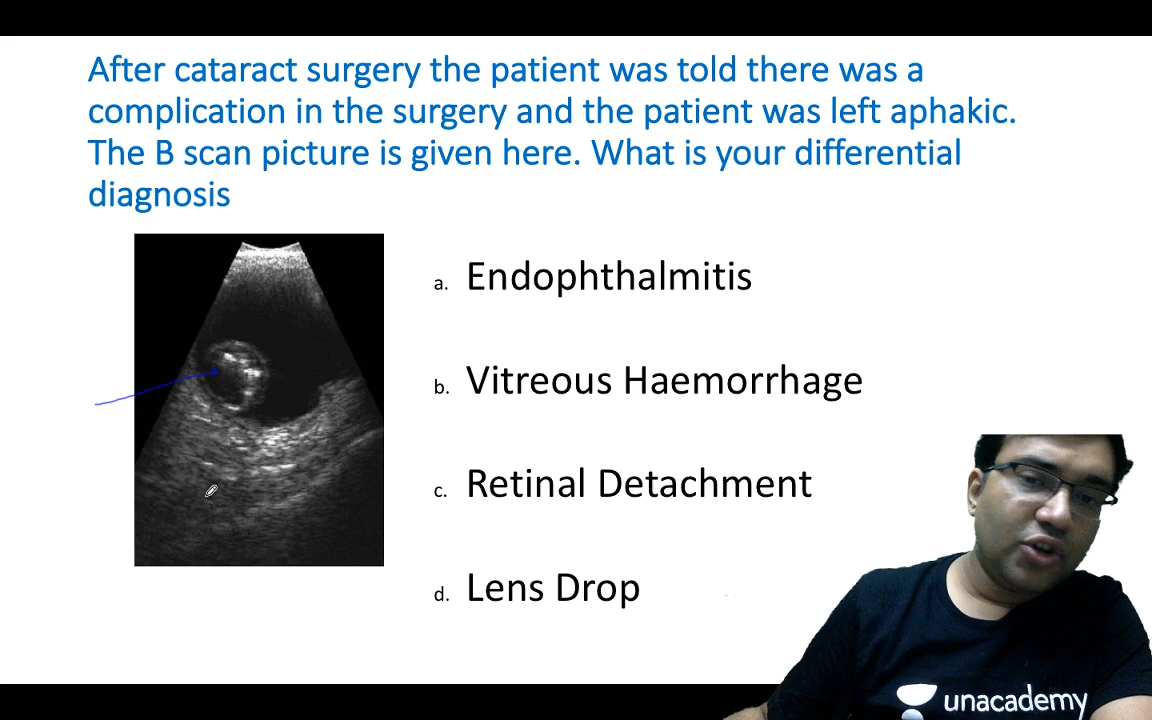 After cataract surgery the patient was told there was a
complication in the surgery and the patient was left aphakic.
The B scan picture is given here. What is your differential
diagnosis
a. Endophthalmitis
b. Vitreous Haemorrhage
c. Retinal Detachment
d. Lens Drop
unacademy